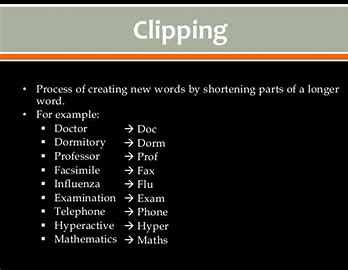 Clipping
• Process of creating new words by shortening parts of a longer
word.
• For example:
▪ Doctor → Doc
▪ Dormitory → Dorm
▪ Professor → Prof
▪ Facsimile → Fax
▪ Influenza → Flu
▪ Examination → Exam
▪ Telephone → Phone
▪ Hyperactive → Hyper
▪ Mathematics → Maths